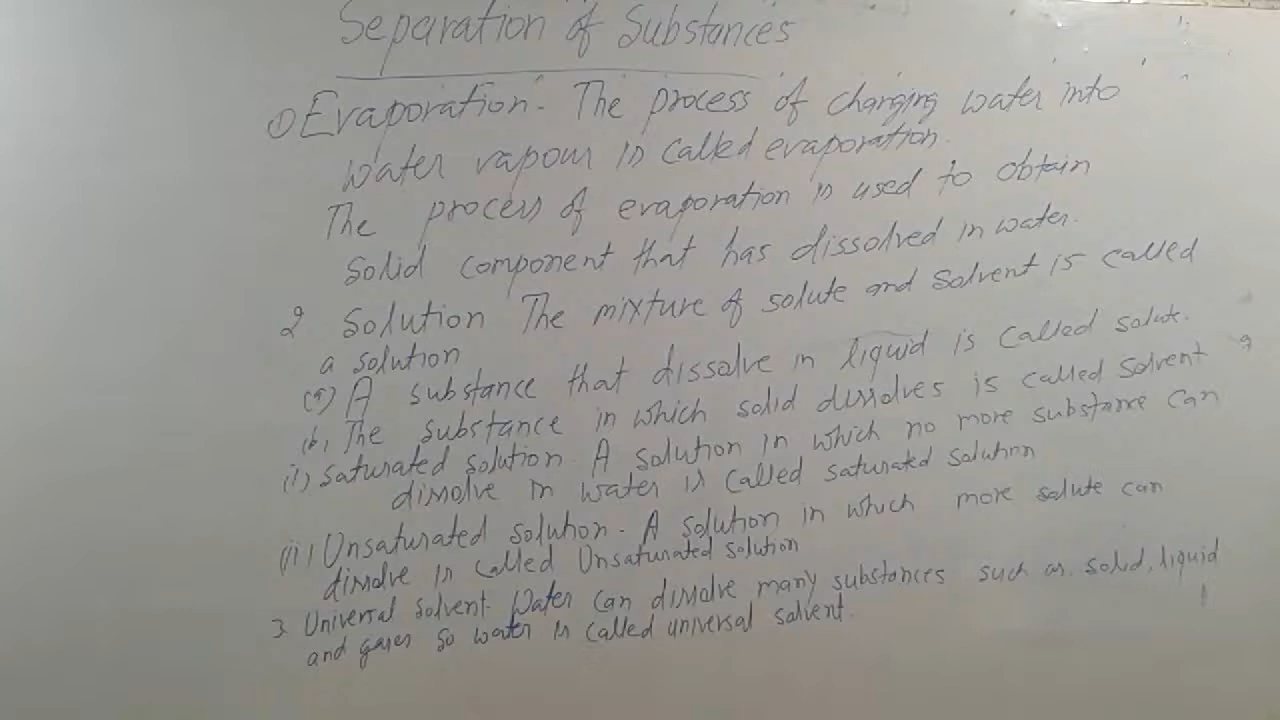 Separation of Substances
① Evaporation - The process of changing water into
water vapour is called evaporation.
The process of evaporation is used to obtain
solid component that has dissolved in water.
2 Solution The mixture of solute and solvent is called
a solution
(a) A substance that dissolve in liquid is called solute.
(b) The substance in which solid dissolves is called solvent
(i) saturated solution - A solution in which no more substance can
dissolve in water is called saturated solution
(ii) Unsaturated solution - A solution in which more solute can
dissolve is called Unsaturated solution
3. Universal solvent - Water can dissolve many substances such as solid, liquid
and gases so water is called universal solvent.